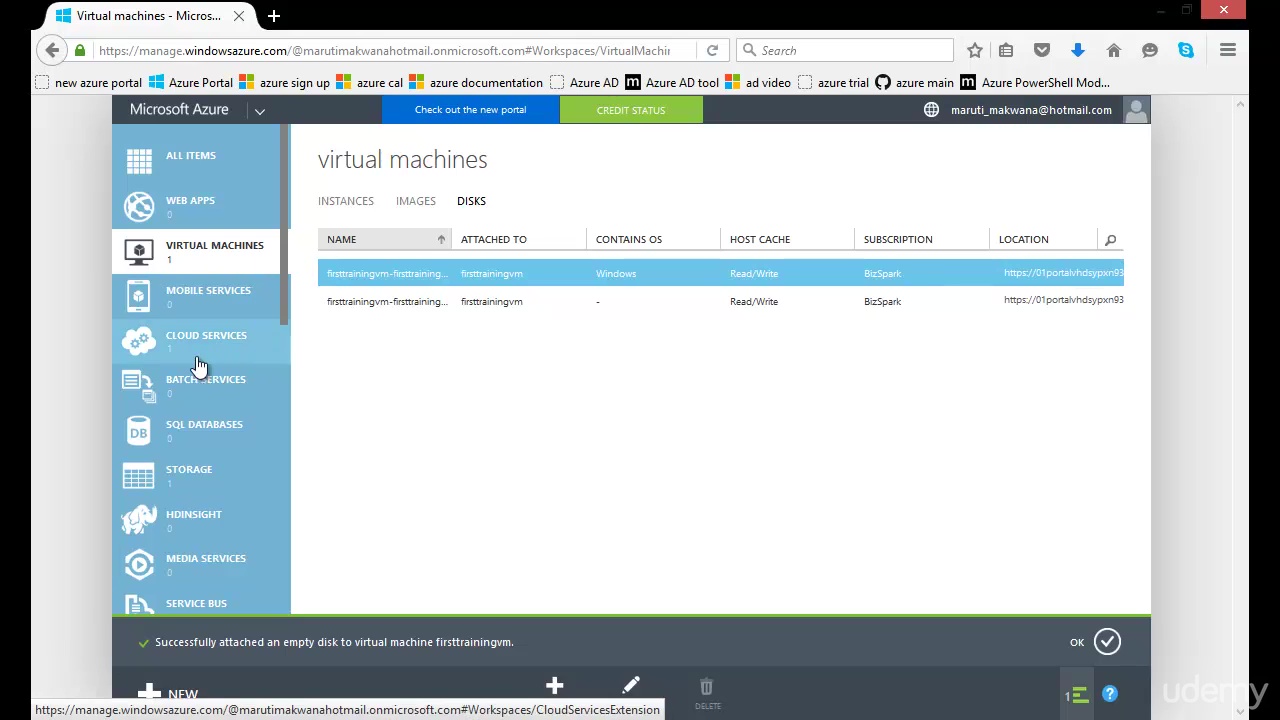 Virtual machines - Micros...
https://manage.windowsazure.com/@marutimakwanahotmail.onmicrosoft.com#Workspaces/VirtualMachin
Search
new azure portal
Azure Portal
azure sign up
azure cal
azure documentation
Azure AD
Azure AD tool
ad video
azure trial
azure main
Azure PowerShell Mod...
Microsoft Azure
Check out the new portal
CREDIT STATUS
maruti_makwana@hotmail.com
ALL ITEMS
WEB APPS
0
VIRTUAL MACHINES
1
MOBILE SERVICES
0
CLOUD SERVICES
1
BATCH SERVICES
0
SQL DATABASES
0
DB
STORAGE
1
HDINSIGHT
0
MEDIA SERVICES
0
SERVICE BUS
virtual machines
INSTANCES IMAGES DISKS
NAME ATTACHED TO CONTAINS OS HOST CACHE SUBSCRIPTION LOCATION
firsttrainingvm-firsttraining... firsttrainingvm Windows Read/Write BizSpark https://01portalvhdsypxn93
firsttrainingvm-firsttraining... firsttrainingvm - Read/Write BizSpark https://01portalvhdsypxn93
Successfully attached an empty disk to virtual machine firsttrainingvm.
OK
NEW
DELETE
1
?
https://manage.windowsazure.com/@marutimakwanahotmail.onmicrosoft.com#Workspaces/CloudServicesExtension
udemy